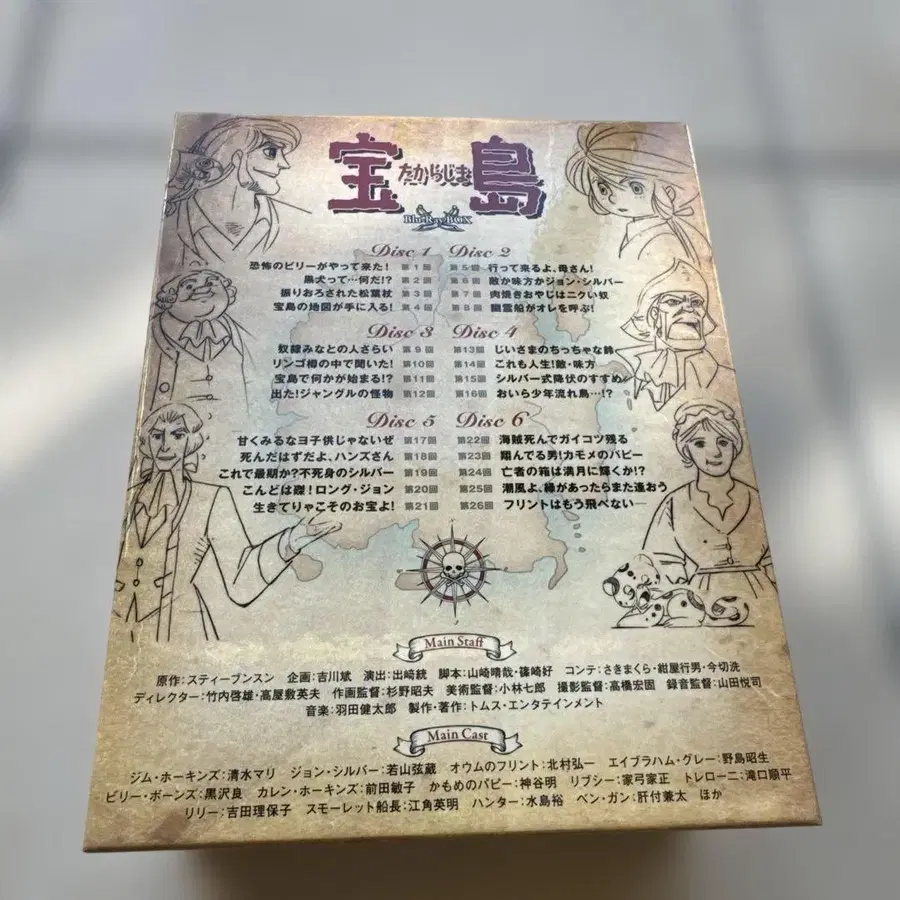 宝島
たからじま
Blu-Ray BOX
Disc 1
恐怖のビリーがやって来た! 第1回
黒犬って…何だ!? 第2回
振りおろされた松葉杖 第3回
宝島の地図が手に入る! 第4回
Disc 2
第5回 行って来るよ、母さん!
第6回 敵か味方かジョン・シルバー
第7回 肉焼きおやじはニクい奴
第8回 幽霊船がオレを呼ぶ!
Disc 3
奴隷みなとの人さらい 第9回
リンゴ樽の中で聞いた! 第10回
宝島で何かが始まる!? 第11回
出た!ジャングルの怪物 第12回
Disc 4
第13回 じいさまのちっちゃな鈴
第14回 これも人生!敵・味方
第15回 シルバー式降伏のすすめ
第16回 おいら少年流れ鳥…!?
Disc 5
甘くみるなヨ子供じゃないぜ 第17回
死んだはずだよ、ハンズさん 第18回
これで最期か?不死身のシルバー 第19回
こんどは磔!ロング・ジョン 第20回
生きてりゃこそのお宝よ! 第21回
Disc 6
第22回 海賊死んでガイコツ残る
第23回 翔んでる男!カモメのパピー
第24回 亡者の箱は満月に輝くか!?
第25回 潮風よ、縁があったらまた逢おう
第26回 フリントはもう飛べない―
Main Staff
原作:スティーブンスン 企画:吉川斌 演出:出﨑統 脚本:山崎晴哉・篠崎好 コンテ:さきまくら・紺屋行男・今切洗
ディレクター:竹内啓雄・高屋敷英夫 作画監督:杉野昭夫 美術監督:小林七郎 撮影監督:高橋宏固 録音監督:山田悦司
音楽:羽田健太郎 製作・著作:トムス・エンタテインメント
Main Cast
ジム・ホーキンズ:清水マリ ジョン・シルバー:若山弦蔵 オウムのフリント:北村弘一 エイブラハム・グレー:野島昭生
ビリー・ボーンズ:黒沢良 カレン・ホーキンズ:前田敏子 かもめのパピー:神谷明 リブシー:家弓家正 トレローニ:滝口順平
リリー:吉田理保子 スモーレット船長:江角英明 ハンター:水島裕 ベン・ガン:肝付兼太 ほか